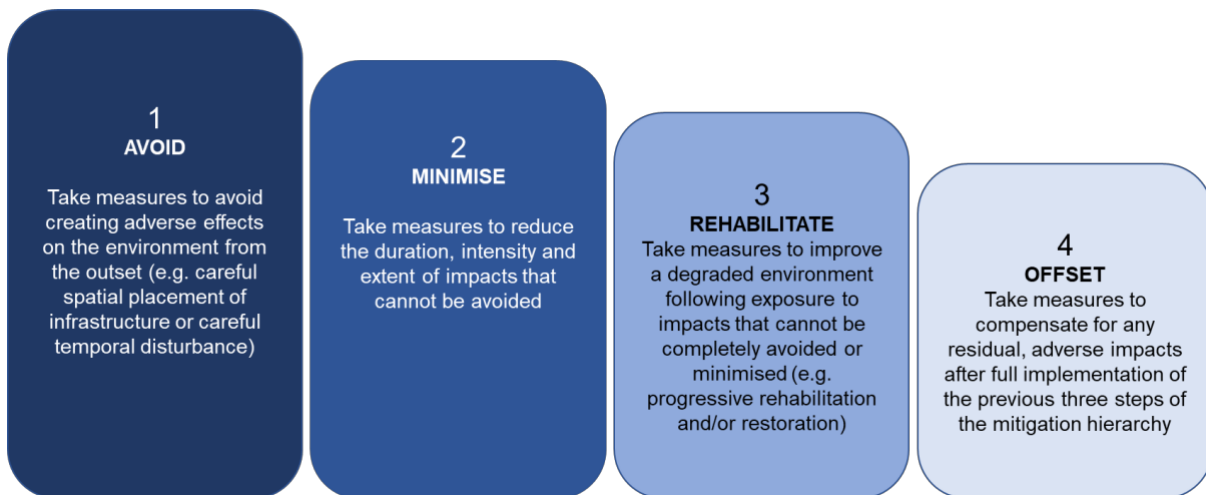 1
AVOID
Take measures to avoid
creating adverse effects
on the environment from
the outset (e.g. careful
spatial placement of
infrastructure or careful
temporal disturbance)
2
MINIMISE
Take measures to reduce
the duration, intensity and
extent of impacts that
cannot be avoided
3
REHABILITATE
Take measures to improve
a degraded environment
following exposure to
impacts that cannot be
completely avoided or
minimised (e.g.
progressive rehabilitation
and/or restoration)
4
OFFSET
Take measures to
compensate for any
residual, adverse impacts
after full implementation of
the previous three steps of
the mitigation hierarchy